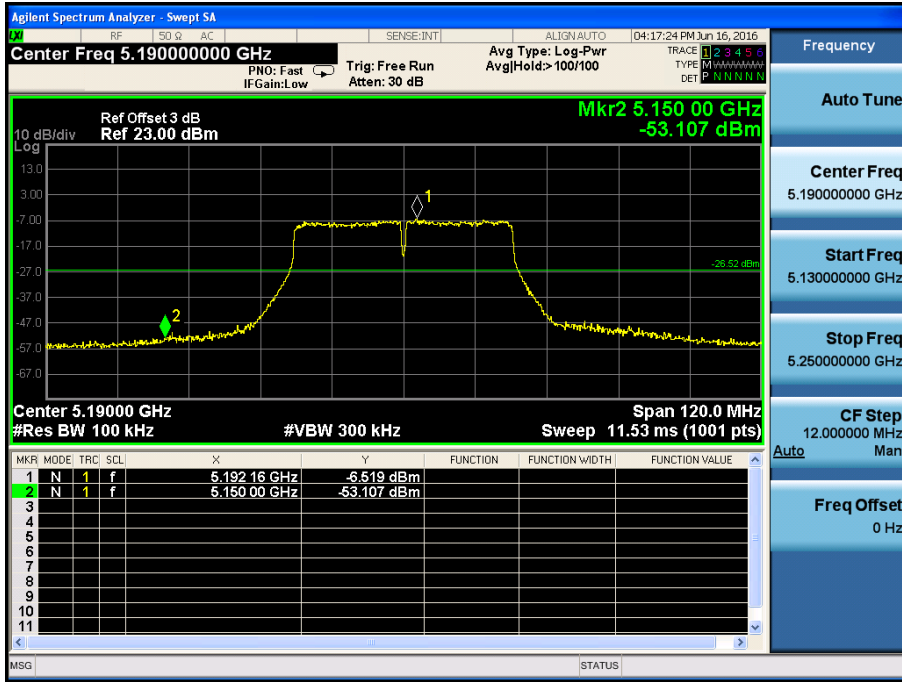 Agilent Spectrum Analyzer - Swept SA
LXI RF 50 Ω AC SENSE:INT ALIGN AUTO 04:17:24 PM Jun 16, 2016
Center Freq 5.190000000 GHz
PNO: Fast
IFGain:Low
Trig: Free Run
Atten: 30 dB
Avg Type: Log-Pwr
Avg|Hold:>100/100
TRACE 1 2 3 4 5 6
TYPE M
DET P N N N N N
Frequency
Auto Tune
Center Freq
5.190000000 GHz
Start Freq
5.130000000 GHz
Stop Freq
5.250000000 GHz
CF Step
12.000000 MHz
Auto Man
Freq Offset
0 Hz
Mkr2 5.150 00 GHz
-53.107 dBm
Ref Offset 3 dB
10 dB/div Ref 23.00 dBm
Log
13.0
3.00
-7.00
-17.0
-27.0
-37.0
-47.0
-57.0
-67.0
1
2
-26.52 dBm
Center 5.19000 GHz Span 120.0 MHz
#Res BW 100 kHz #VBW 300 kHz Sweep 11.53 ms (1001 pts)
MKR MODE TRC SCL X Y FUNCTION FUNCTION WIDTH FUNCTION VALUE
1 N 1 f 5.192 16 GHz -6.519 dBm
2 N 1 f 5.150 00 GHz -53.107 dBm
3
4
5
6
7
8
9
10
11
MSG STATUS